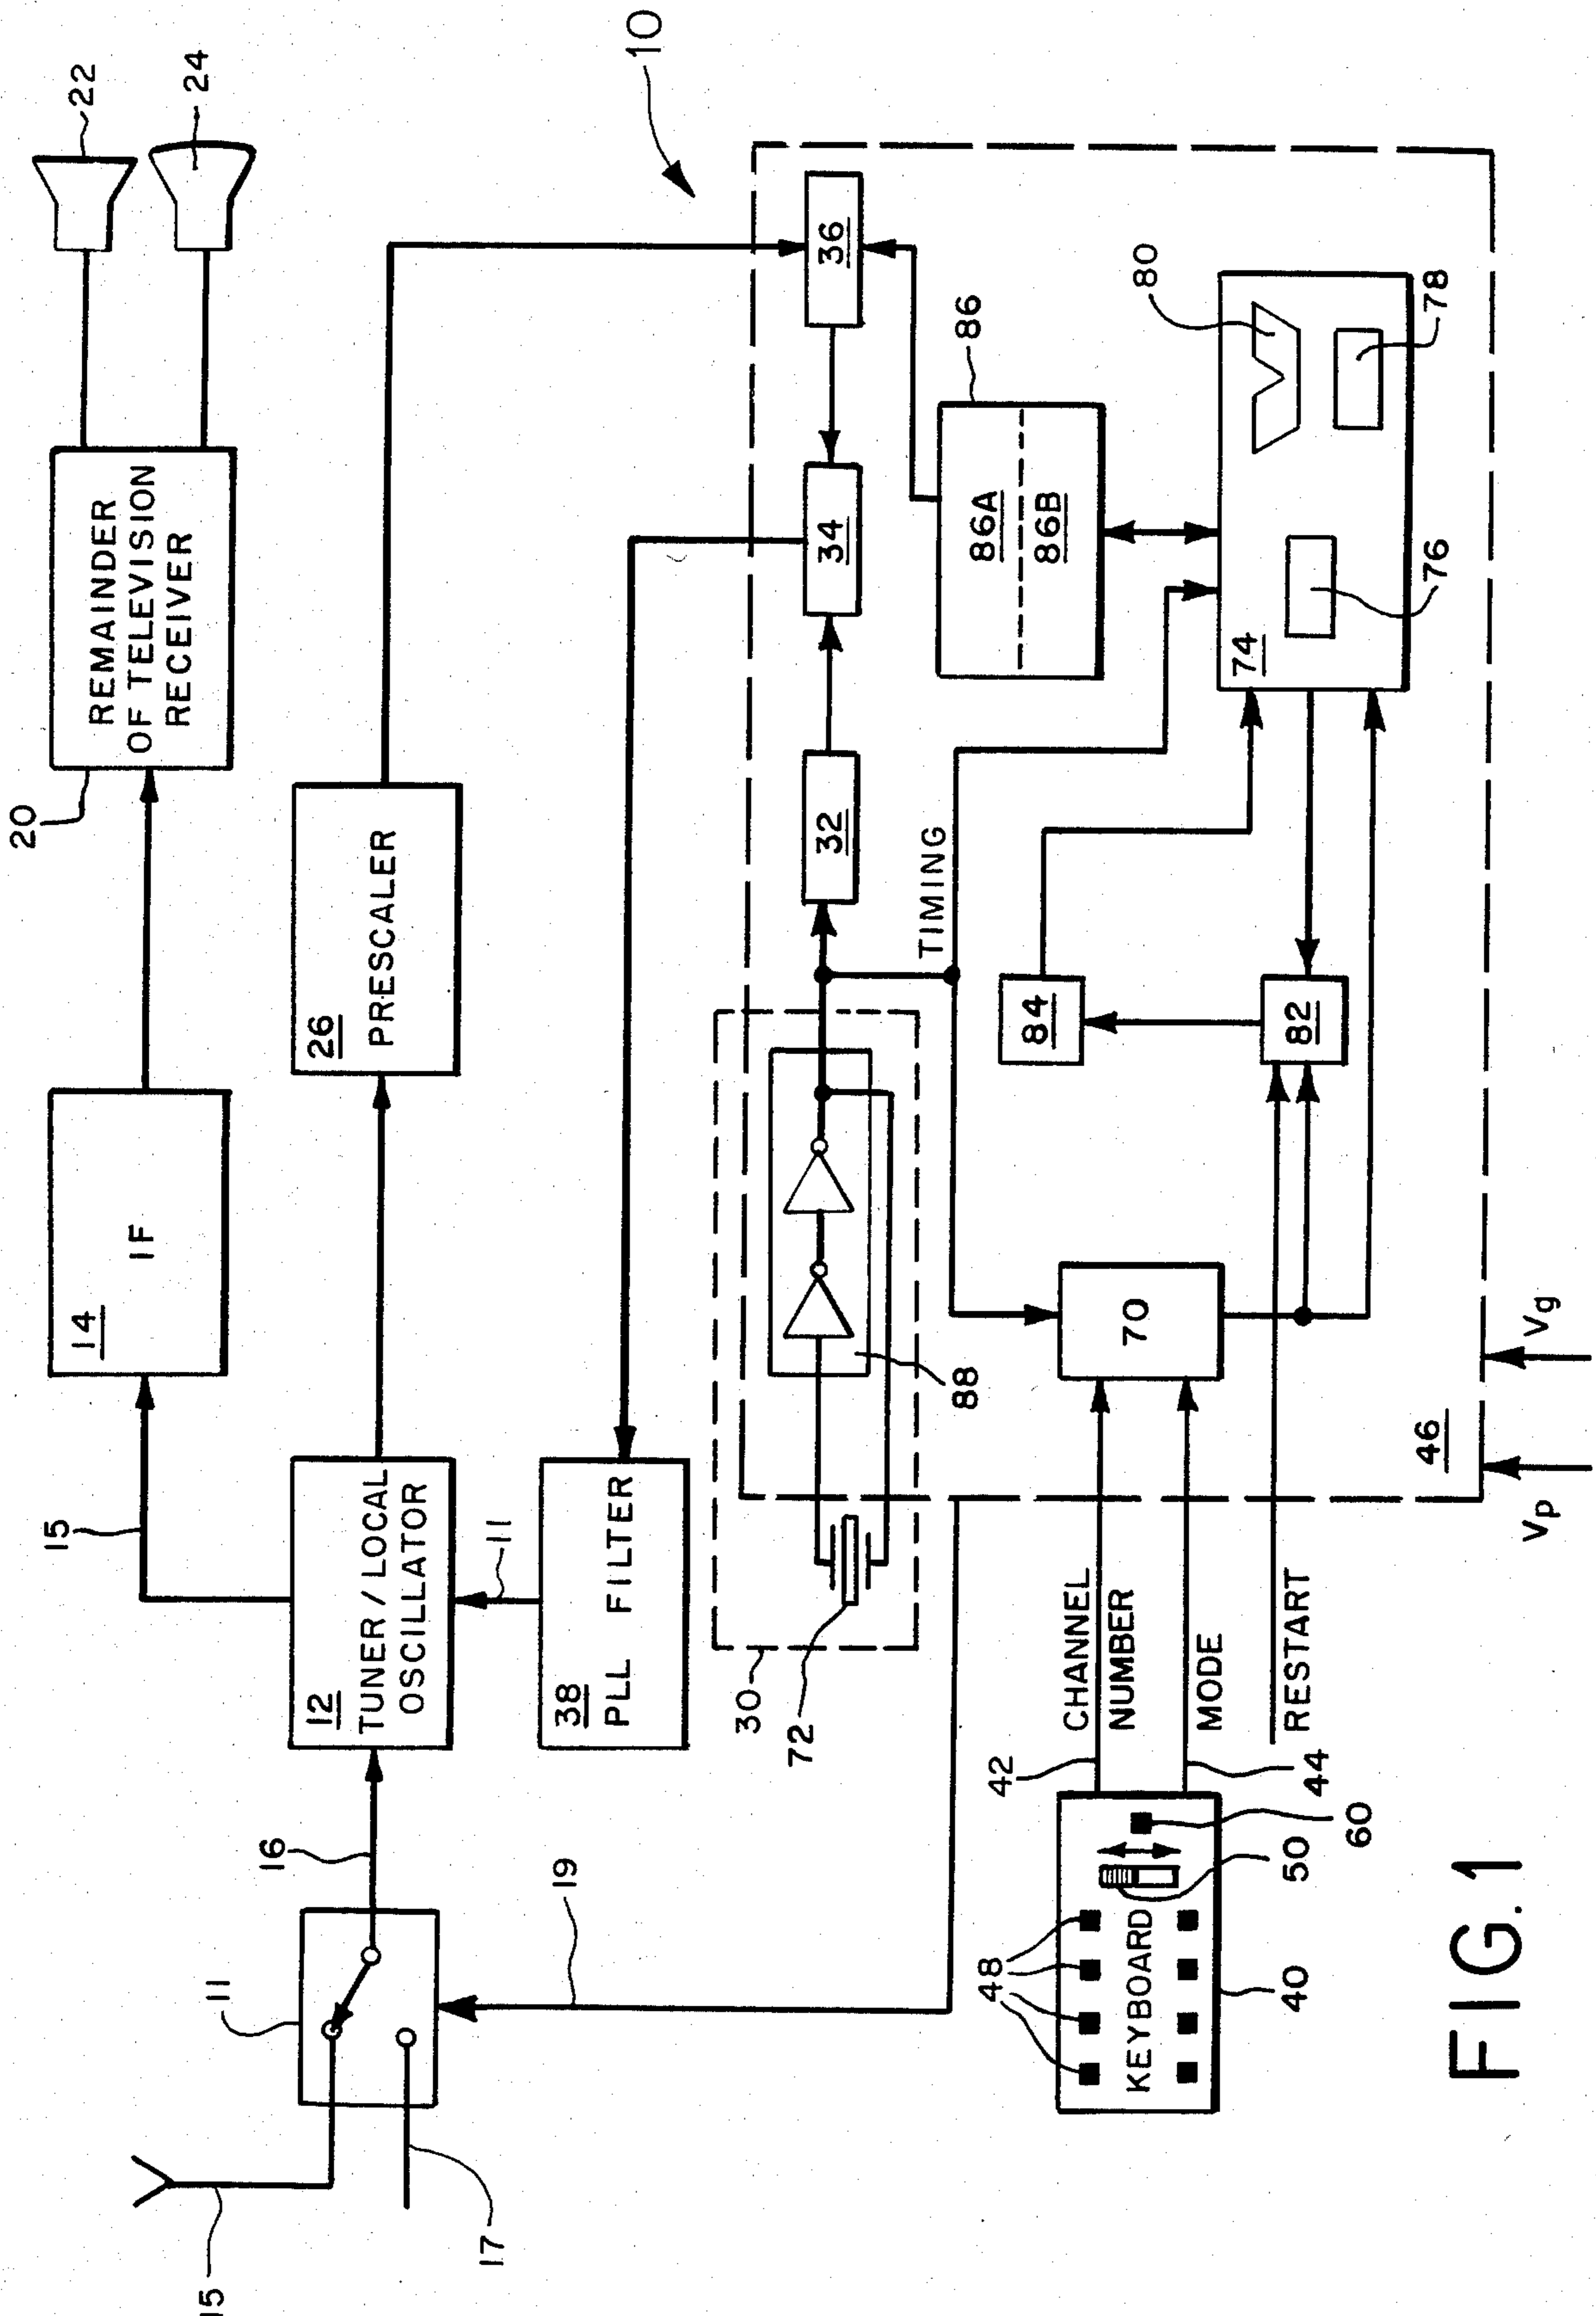 22
24
20
REMAINDER
OF TELEVISION
RECEIVER
10
15
14
IF
26
PRESCALER
12
TUNER/LOCAL
OSCILLATOR
11
38
PLL FILTER
16
11
15
17
19
30
72
88
32
34
36
TIMING
86
86A
86B
84
82
74
76
78
80
70
46
Vp
Vg
CHANNEL
NUMBER
MODE
RESTART
42
44
48
KEYBOARD
40
50
60
FIG. 1